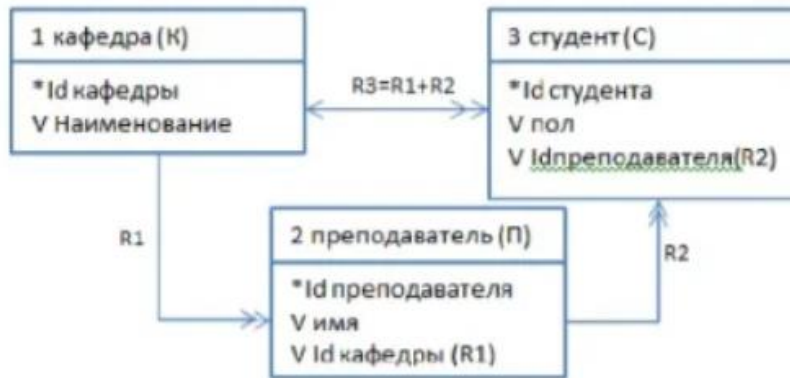 1 кафедра (К)
*Id кафедры
V Наименование
R3=R1+R2
3 студент (С)
*Id студента
V пол
V Idпреподавателя(R2)
R1
2 преподаватель (П)
*Id преподавателя
V имя
V Id кафедры (R1)
R2